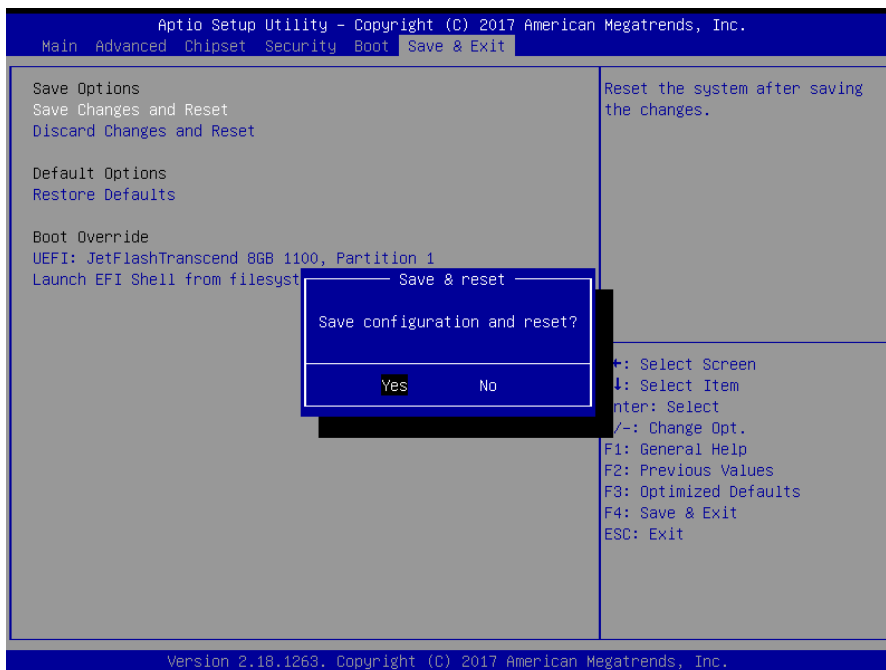 Aptio Setup Utility – Copyright (C) 2017 American Megatrends, Inc.
Main Advanced Chipset Security Boot Save & Exit
Save Options
Save Changes and Reset
Discard Changes and Reset
Default Options
Restore Defaults
Boot Override
UEFI: JetFlashTranscend 8GB 1100, Partition 1
Launch EFI Shell from filesyst
Save & reset
Save configuration and reset?
Yes No
Reset the system after saving
the changes.
←: Select Screen
↓: Select Item
nter: Select
/-: Change Opt.
F1: General Help
F2: Previous Values
F3: Optimized Defaults
F4: Save & Exit
ESC: Exit
Version 2.18.1263. Copyright (C) 2017 American Megatrends, Inc.